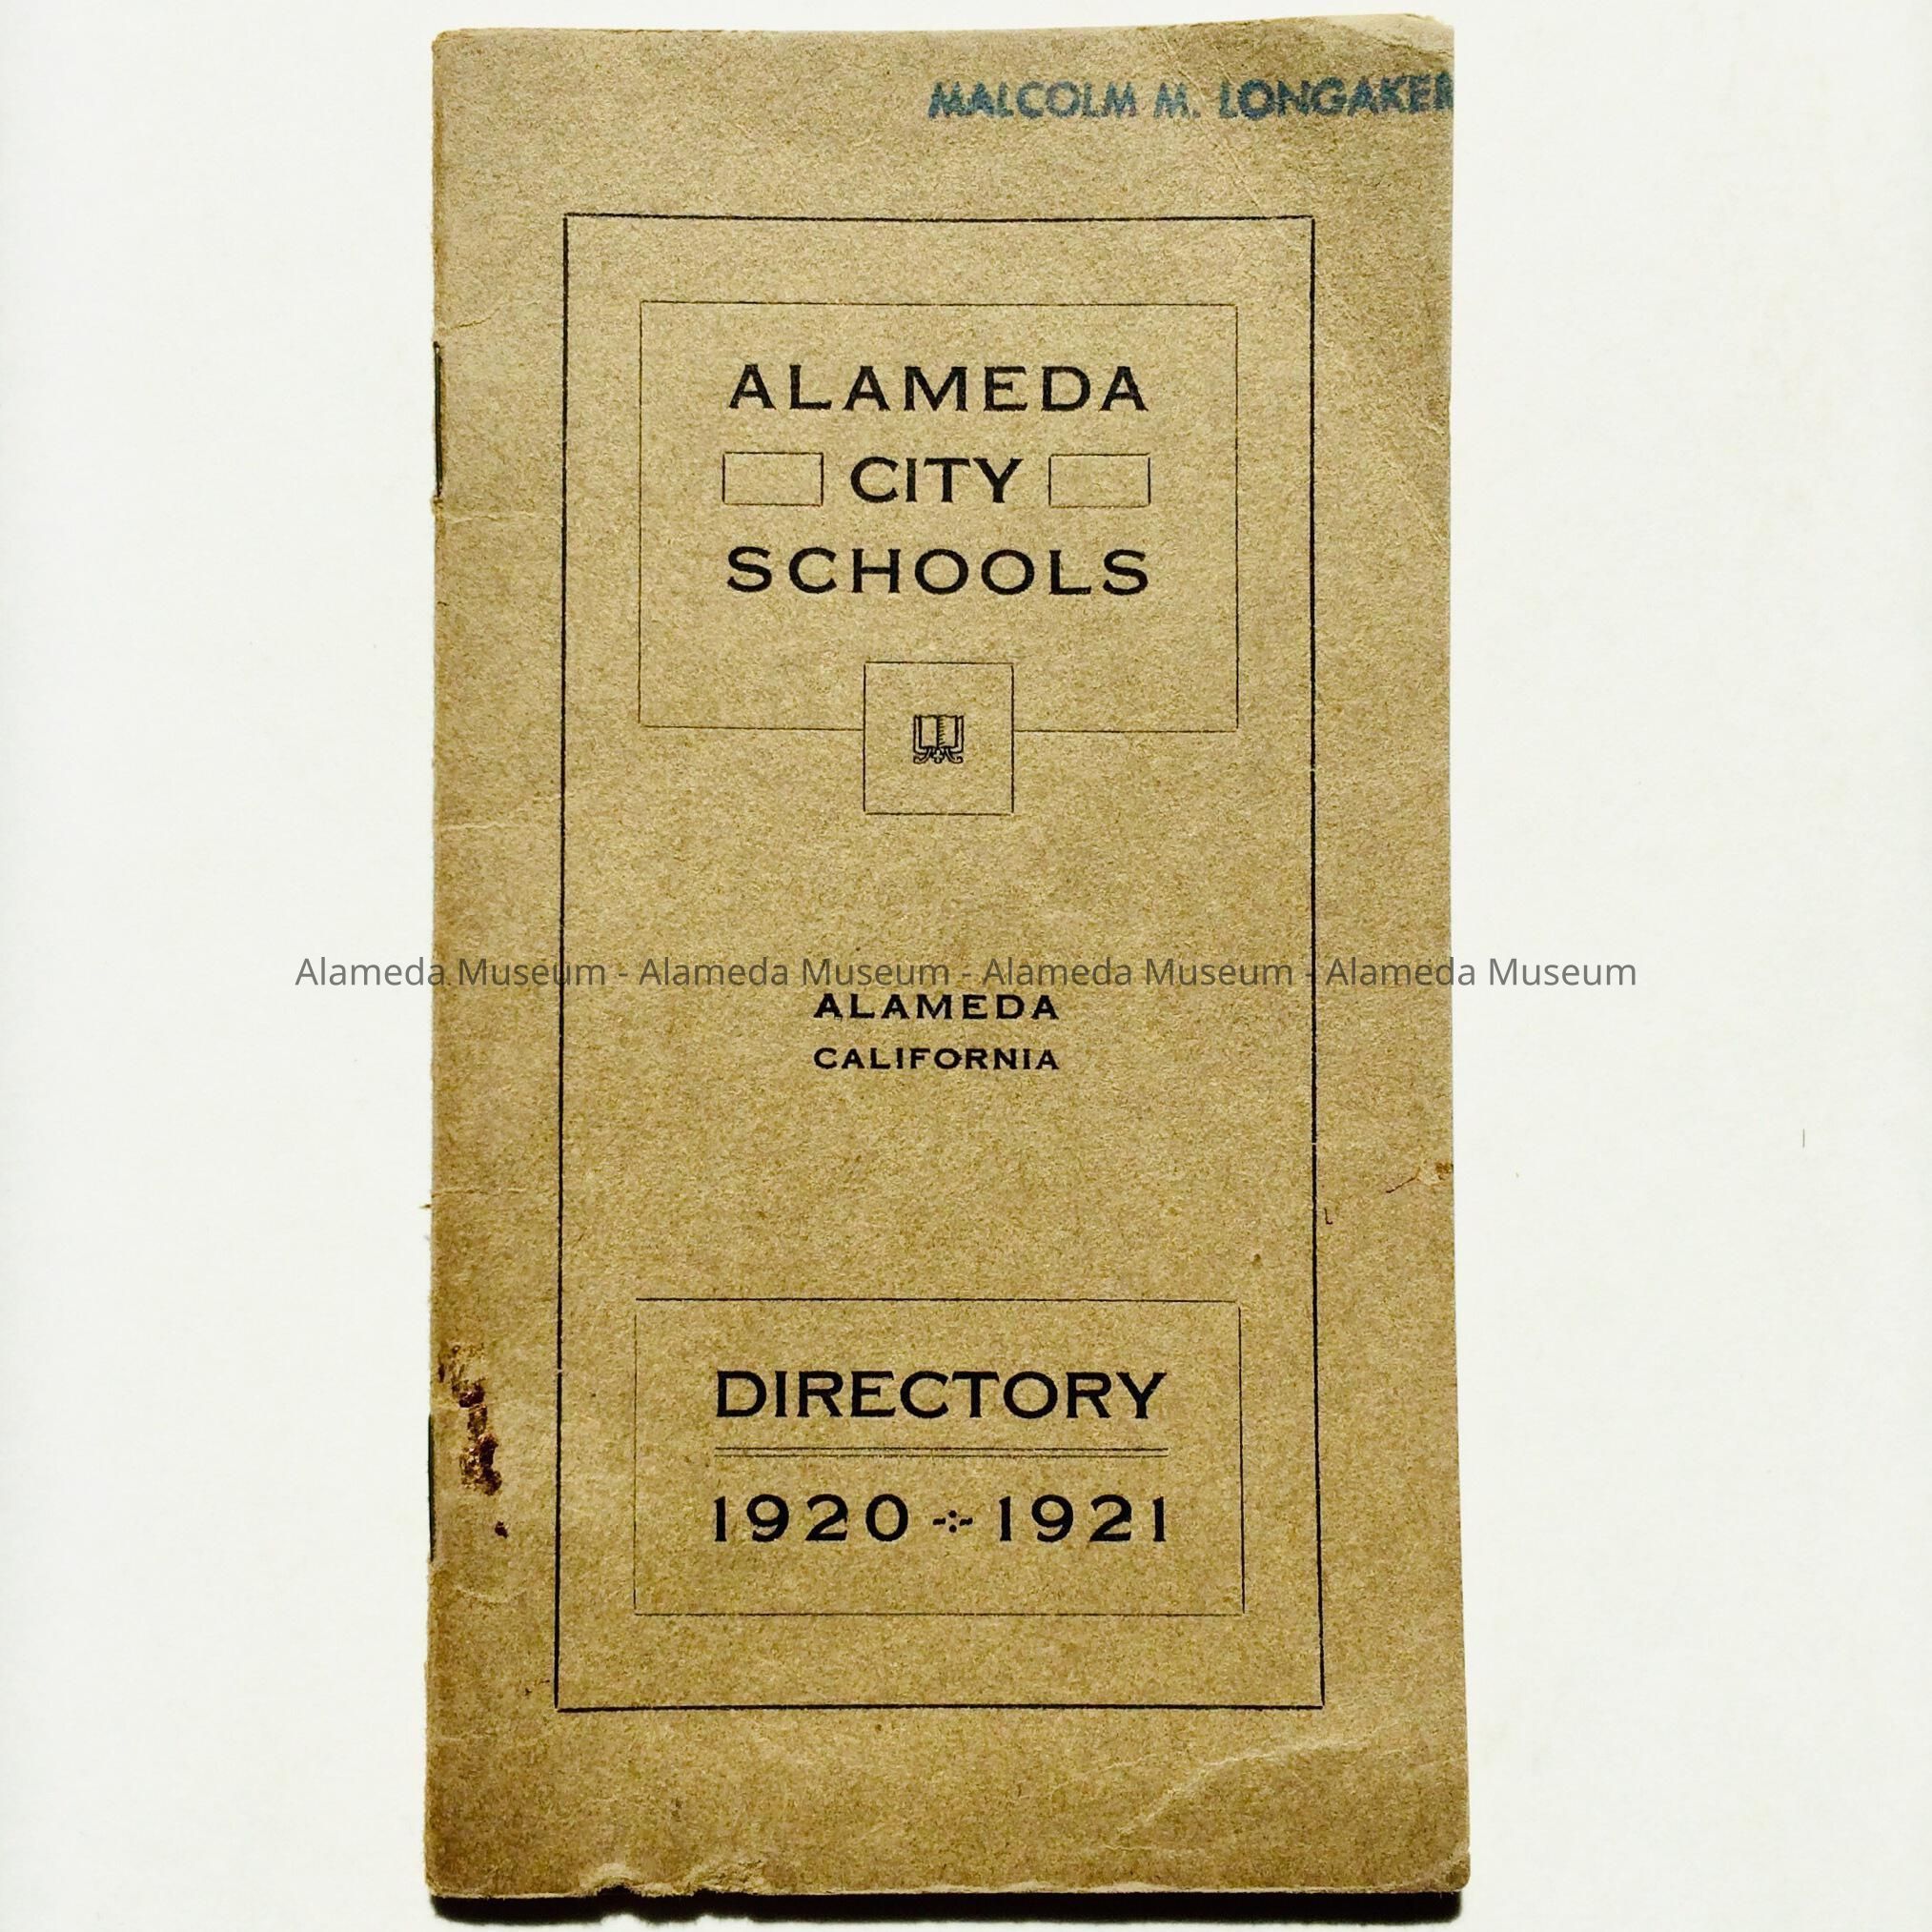 MALCOLM M. LONGAKER
ALAMEDA
CITY
SCHOOLS
Alameda Museum - Alameda Museum - Alameda Museum - Alameda Museum
ALAMEDA
CALIFORNIA
DIRECTORY
1920 -:- 1921